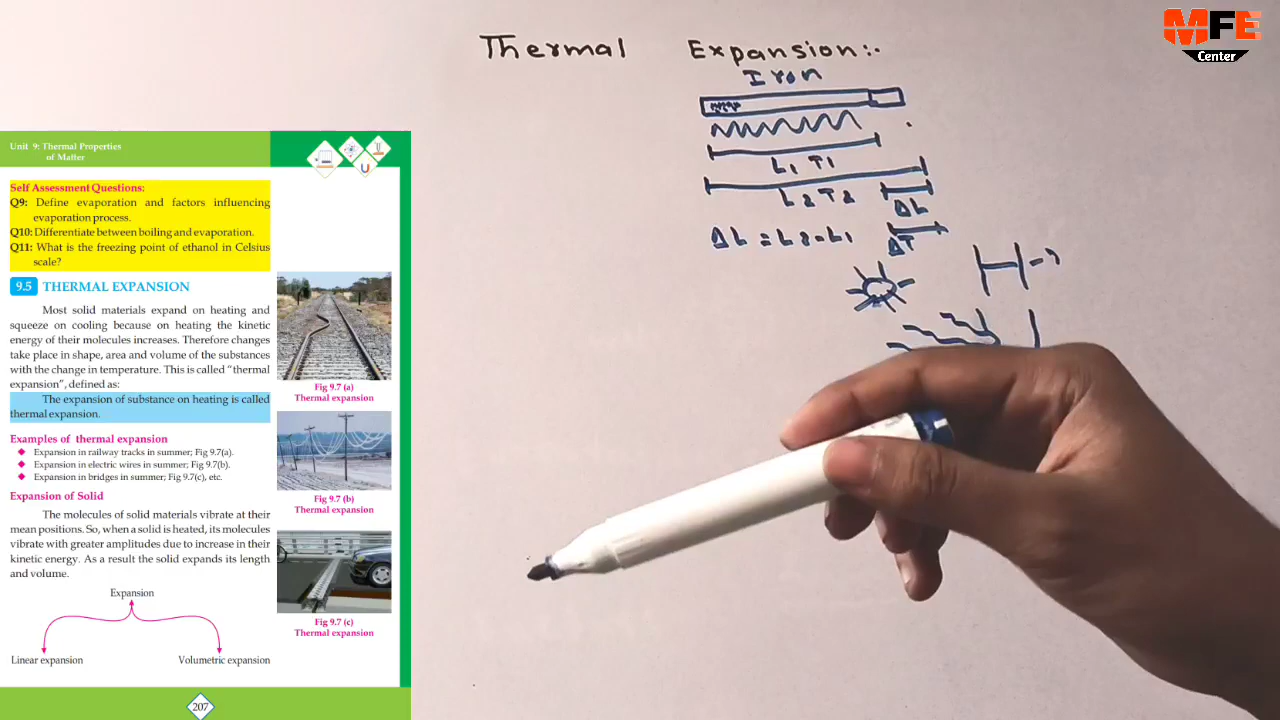 MFE
Center
Thermal Expansion:.
Iron
L1 T1
L2 T2
ΔL
ΔL = L2-L1
ΔT
Unit 9: Thermal Properties
of Matter
Self Assessment Questions:
Q9: Define evaporation and factors influencing
evaporation process.
Q10: Differentiate between boiling and evaporation.
Q11: What is the freezing point of ethanol in Celsius
scale?
9.5 THERMAL EXPANSION
Most solid materials expand on heating and
squeeze on cooling because on heating the kinetic
energy of their molecules increases. Therefore changes
take place in shape, area and volume of the substances
with the change in temperature. This is called "thermal
expansion", defined as:
The expansion of substance on heating is called
thermal expansion.
Examples of thermal expansion
Expansion in railway tracks in summer; Fig 9.7(a).
Expansion in electric wires in summer; Fig 9.7(b).
Expansion in bridges in summer; Fig 9.7(c), etc.
Expansion of Solid
The molecules of solid materials vibrate at their
mean positions. So, when a solid is heated, its molecules
vibrate with greater amplitudes due to increase in their
kinetic energy. As a result the solid expands its length
and volume.
Expansion
Linear expansion Volumetric expansion
Fig 9.7 (a)
Thermal expansion
Fig 9.7 (b)
Thermal expansion
Fig 9.7 (c)
Thermal expansion
207